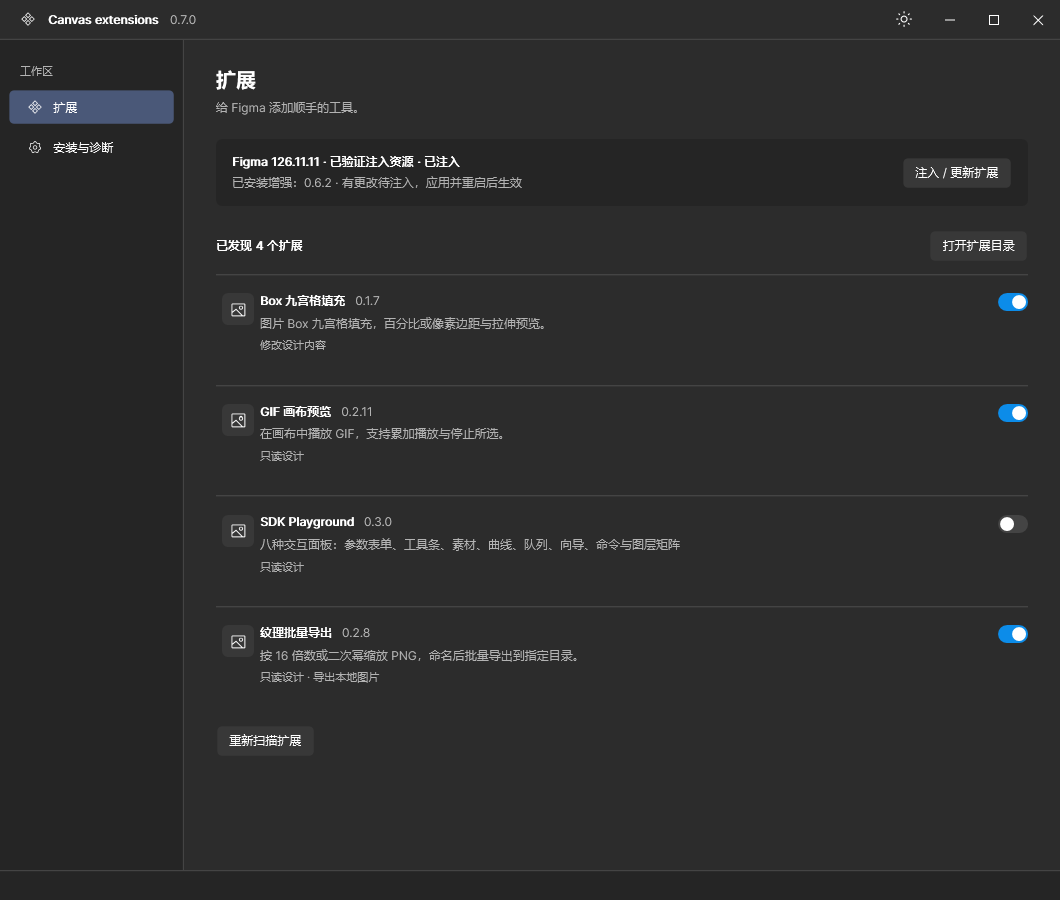 Canvas extensions 0.7.0
工作区
扩展
安装与诊断
扩展
给 Figma 添加顺手的工具。
Figma 126.11.11 · 已验证注入资源 · 已注入
已安装增强：0.6.2 · 有更改待注入，应用并重启后生效
注入 / 更新扩展
已发现 4 个扩展
打开扩展目录
Box 九宫格填充 0.1.7
图片 Box 九宫格填充，百分比或像素边距与拉伸预览。
修改设计内容
GIF 画布预览 0.2.11
在画布中播放 GIF，支持累加播放与停止所选。
只读设计
SDK Playground 0.3.0
八种交互面板：参数表单、工具条、素材、曲线、队列、向导、命令与图层矩阵
只读设计
纹理批量导出 0.2.8
按 16 倍数或二次幂缩放 PNG，命名后批量导出到指定目录。
只读设计 · 导出本地图片
重新扫描扩展